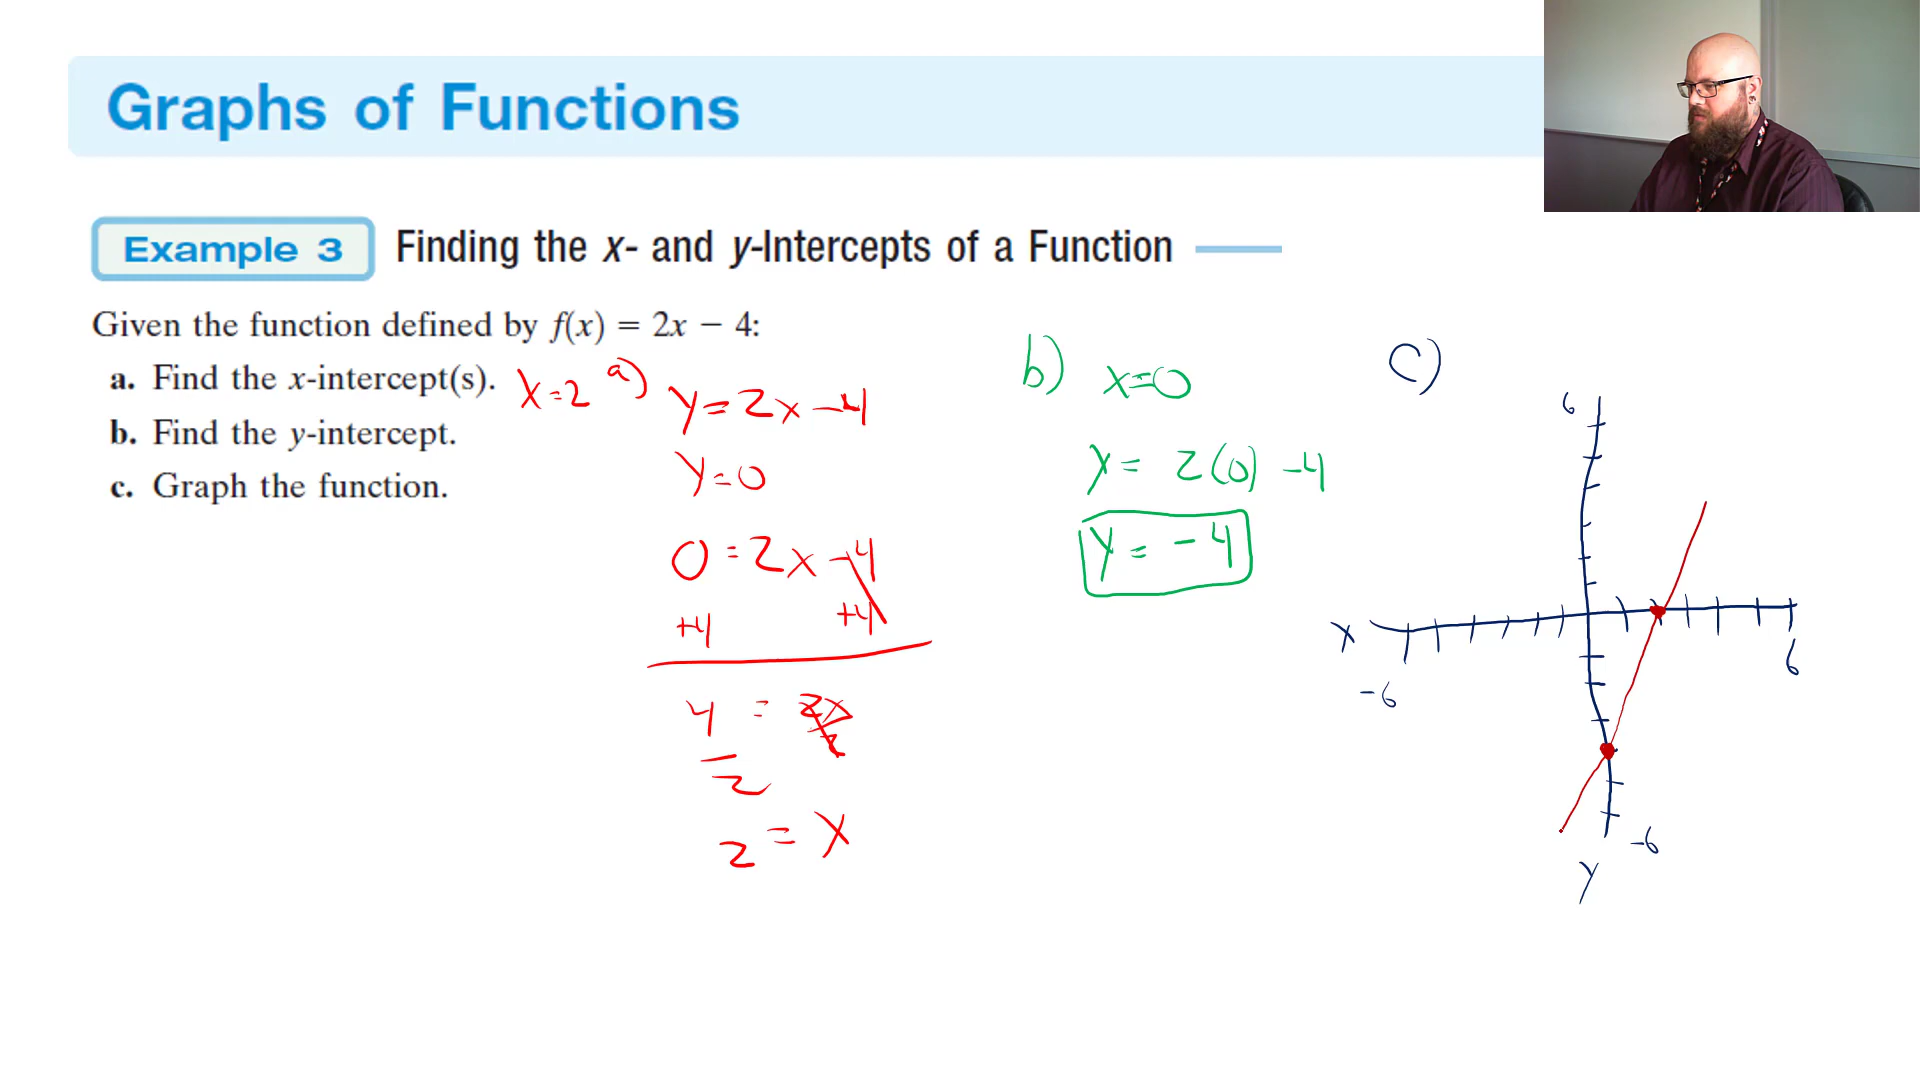 Graphs of Functions
Example 3 Finding the x- and y-Intercepts of a Function
Given the function defined by f(x) = 2x − 4:
a. Find the x-intercept(s).
b. Find the y-intercept.
c. Graph the function.
x=2
a)
y=2x-4
y=0
0=2x-4
+4 +4
4 = 2x
2 2
2 = x
b) x=0
y= 2(0) -4
y= -4
c)
6
x
-6
6
-6
y